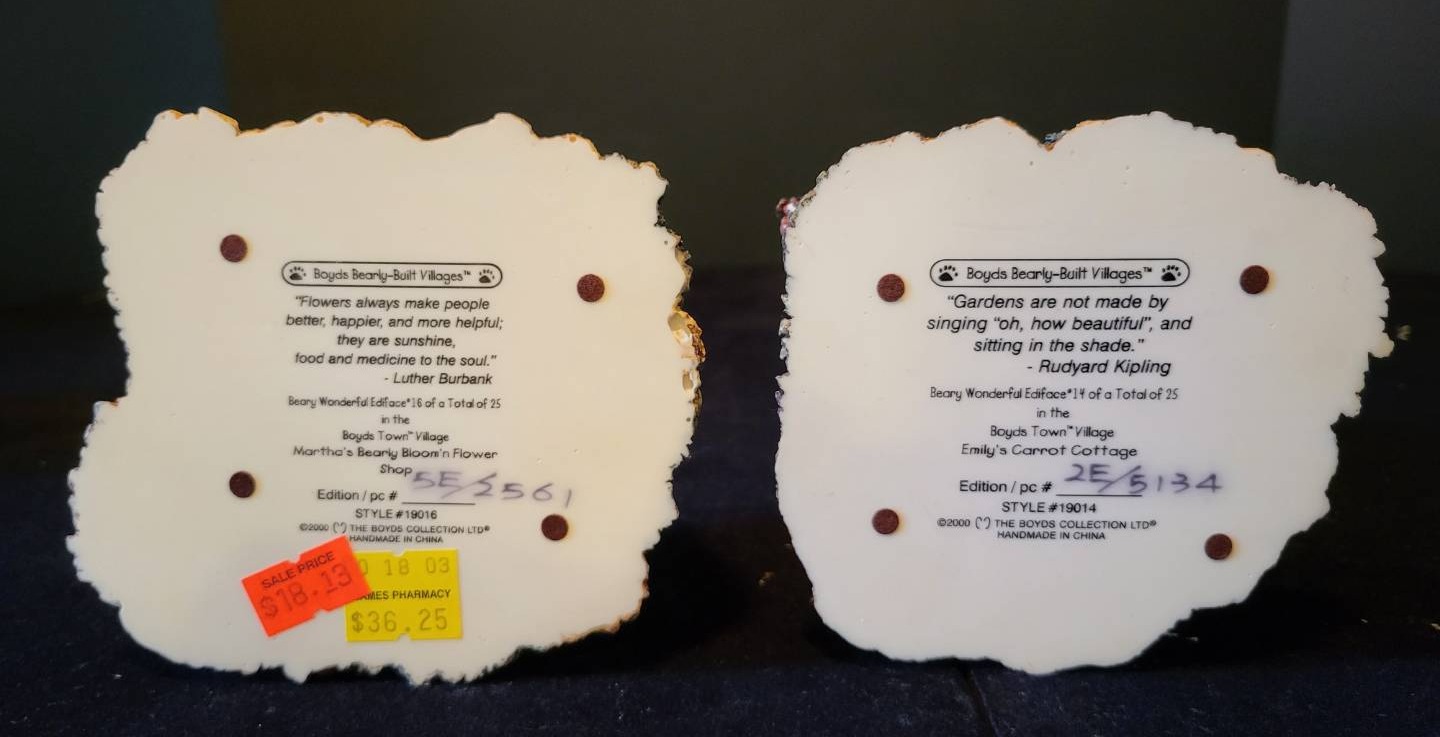 Boyds Bearly-Built Villages™
"Flowers always make people
better, happier, and more helpful;
they are sunshine,
food and medicine to the soul."
- Luther Burbank
Beary Wonderful Ediface #16 of a Total of 25
in the
Boyds Town™ Village
Martha's Bearly Bloom'n Flower
Shop
Edition / pc # 5E/2561
STYLE #19016
©2000 THE BOYDS COLLECTION LTD®
HANDMADE IN CHINA
SALE PRICE
$18.13
18 03
PHARMACY
$36.25
Boyds Bearly-Built Villages™
"Gardens are not made by
singing "oh, how beautiful", and
sitting in the shade."
- Rudyard Kipling
Beary Wonderful Ediface #14 of a Total of 25
in the
Boyds Town™ Village
Emily's Carrot Cottage
Edition / pc # 2E/5134
STYLE #19014
©2000 THE BOYDS COLLECTION LTD®
HANDMADE IN CHINA